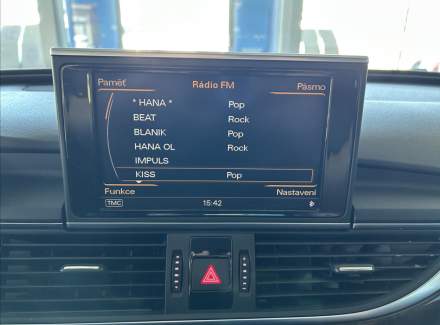 Paměť Rádio FM Pásmo
* HANA * Pop
BEAT Rock
BLANIK Pop
HANA OL Rock
IMPULS
KISS Pop
Funkce Nastavení
TMC 15:42